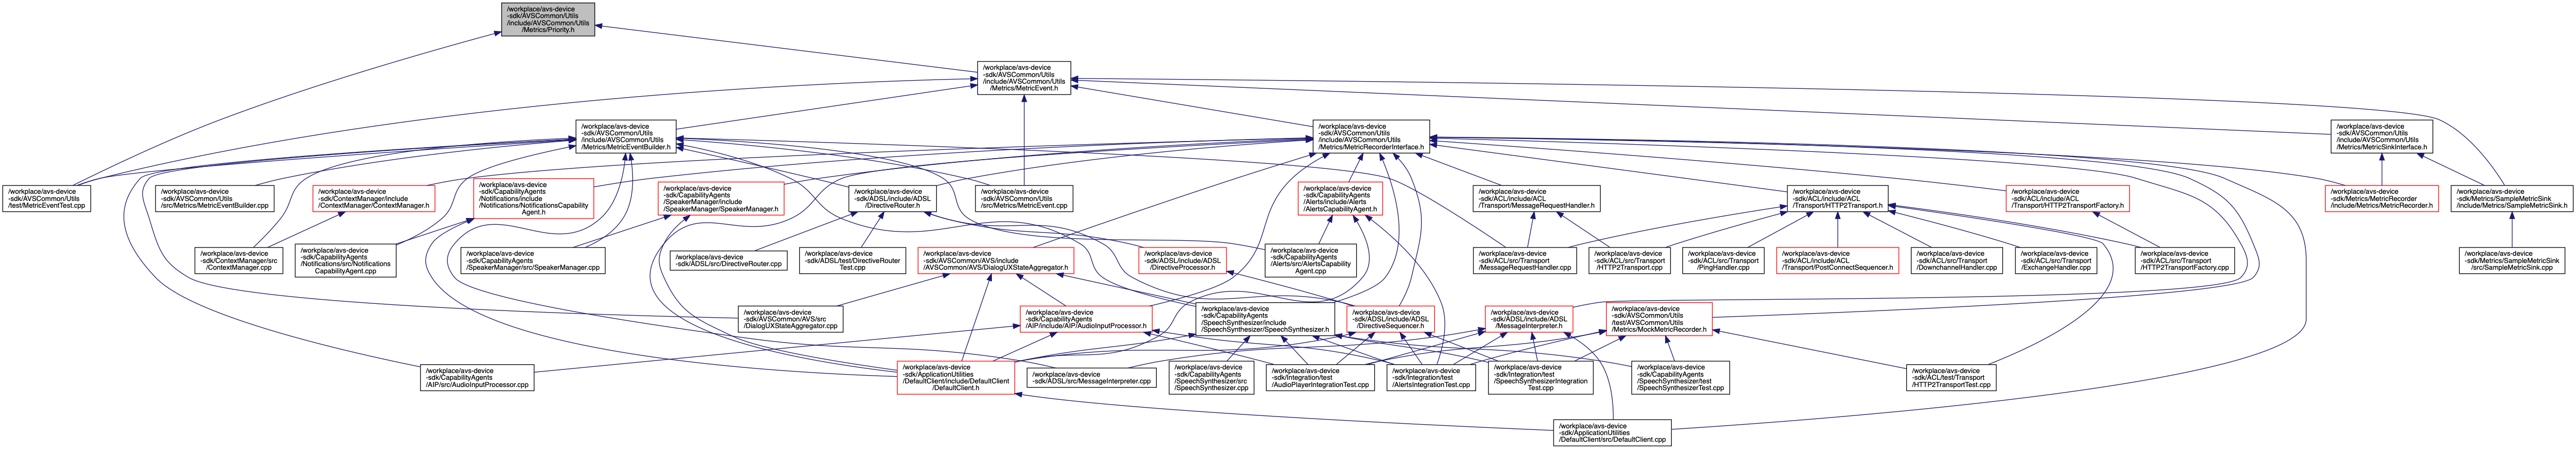 /workplace/avs-device
-sdk/AVSCommon/Utils
/include/AVSCommon/Utils
/Metrics/Priority.h
/workplace/avs-device
-sdk/AVSCommon/Utils
/include/AVSCommon/Utils
/Metrics/MetricEvent.h
/workplace/avs-device
-sdk/AVSCommon/Utils
/include/AVSCommon/Utils
/Metrics/MetricEventBuilder.h
/workplace/avs-device
-sdk/AVSCommon/Utils
/include/AVSCommon/Utils
/Metrics/MetricRecorderInterface.h
/workplace/avs-device
-sdk/AVSCommon/Utils
/include/AVSCommon/Utils
/Metrics/MetricSinkInterface.h
/workplace/avs-device
-sdk/AVSCommon/Utils
/test/MetricEventTest.cpp
/workplace/avs-device
-sdk/AVSCommon/Utils
/src/Metrics/MetricEventBuilder.cpp
/workplace/avs-device
-sdk/ContextManager/include
/ContextManager/ContextManager.h
/workplace/avs-device
-sdk/CapabilityAgents
/Notifications/include
/Notifications/NotificationsCapability
Agent.h
/workplace/avs-device
-sdk/CapabilityAgents
/SpeakerManager/include
/SpeakerManager/SpeakerManager.h
/workplace/avs-device
-sdk/ADSL/include/ADSL
/DirectiveRouter.h
/workplace/avs-device
-sdk/AVSCommon/Utils
/src/Metrics/MetricEvent.cpp
/workplace/avs-device
-sdk/CapabilityAgents
/Alerts/include/Alerts
/AlertsCapabilityAgent.h
/workplace/avs-device
-sdk/ACL/include/ACL
/Transport/MessageRequestHandler.h
/workplace/avs-device
-sdk/ACL/include/ACL
/Transport/HTTP2Transport.h
/workplace/avs-device
-sdk/ACL/include/ACL
/Transport/HTTP2TransportFactory.h
/workplace/avs-device
-sdk/Metrics/MetricRecorder
/include/Metrics/MetricRecorder.h
/workplace/avs-device
-sdk/Metrics/SampleMetricSink
/include/Metrics/SampleMetricSink.h
/workplace/avs-device
-sdk/ContextManager/src
/ContextManager.cpp
/workplace/avs-device
-sdk/CapabilityAgents
/Notifications/src/Notifications
CapabilityAgent.cpp
/workplace/avs-device
-sdk/CapabilityAgents
/SpeakerManager/src/SpeakerManager.cpp
/workplace/avs-device
-sdk/ADSL/src/DirectiveRouter.cpp
/workplace/avs-device
-sdk/ADSL/test/DirectiveRouter
Test.cpp
/workplace/avs-device
-sdk/AVSCommon/AVS/include
/AVSCommon/AVS/DialogUXStateAggregator.h
/workplace/avs-device
-sdk/ADSL/include/ADSL
/DirectiveProcessor.h
/workplace/avs-device
-sdk/CapabilityAgents
/Alerts/src/AlertsCapability
Agent.cpp
/workplace/avs-device
-sdk/ACL/src/Transport
/MessageRequestHandler.cpp
/workplace/avs-device
-sdk/ACL/src/Transport
/HTTP2Transport.cpp
/workplace/avs-device
-sdk/ACL/src/Transport
/PingHandler.cpp
/workplace/avs-device
-sdk/ACL/include/ACL
/Transport/PostConnectSequencer.h
/workplace/avs-device
-sdk/ACL/src/Transport
/DownchannelHandler.cpp
/workplace/avs-device
-sdk/ACL/src/Transport
/ExchangeHandler.cpp
/workplace/avs-device
-sdk/ACL/src/Transport
/HTTP2TransportFactory.cpp
/workplace/avs-device
-sdk/Metrics/SampleMetricSink
/src/SampleMetricSink.cpp
/workplace/avs-device
-sdk/AVSCommon/AVS/src
/DialogUXStateAggregator.cpp
/workplace/avs-device
-sdk/CapabilityAgents
/AIP/include/AIP/AudioInputProcessor.h
/workplace/avs-device
-sdk/CapabilityAgents
/SpeechSynthesizer/include
/SpeechSynthesizer/SpeechSynthesizer.h
/workplace/avs-device
-sdk/ADSL/include/ADSL
/DirectiveSequencer.h
/workplace/avs-device
-sdk/ADSL/include/ADSL
/MessageInterpreter.h
/workplace/avs-device
-sdk/AVSCommon/Utils
/test/AVSCommon/Utils
/Metrics/MockMetricRecorder.h
/workplace/avs-device
-sdk/CapabilityAgents
/AIP/src/AudioInputProcessor.cpp
/workplace/avs-device
-sdk/ApplicationUtilities
/DefaultClient/include/DefaultClient
/DefaultClient.h
/workplace/avs-device
-sdk/ADSL/src/MessageInterpreter.cpp
/workplace/avs-device
-sdk/CapabilityAgents
/SpeechSynthesizer/src
/SpeechSynthesizer.cpp
/workplace/avs-device
-sdk/Integration/test
/AudioPlayerIntegrationTest.cpp
/workplace/avs-device
-sdk/Integration/test
/AlertsIntegrationTest.cpp
/workplace/avs-device
-sdk/Integration/test
/SpeechSynthesizerIntegration
Test.cpp
/workplace/avs-device
-sdk/CapabilityAgents
/SpeechSynthesizer/test
/SpeechSynthesizerTest.cpp
/workplace/avs-device
-sdk/ACL/test/Transport
/HTTP2TransportTest.cpp
/workplace/avs-device
-sdk/ApplicationUtilities
/DefaultClient/src/DefaultClient.cpp